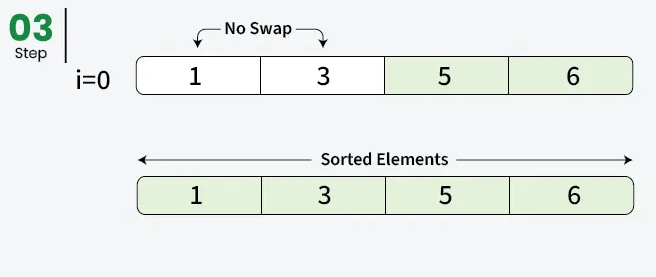 03
Step
No Swap
i=0
1 3 5 6
Sorted Elements
1 3 5 6